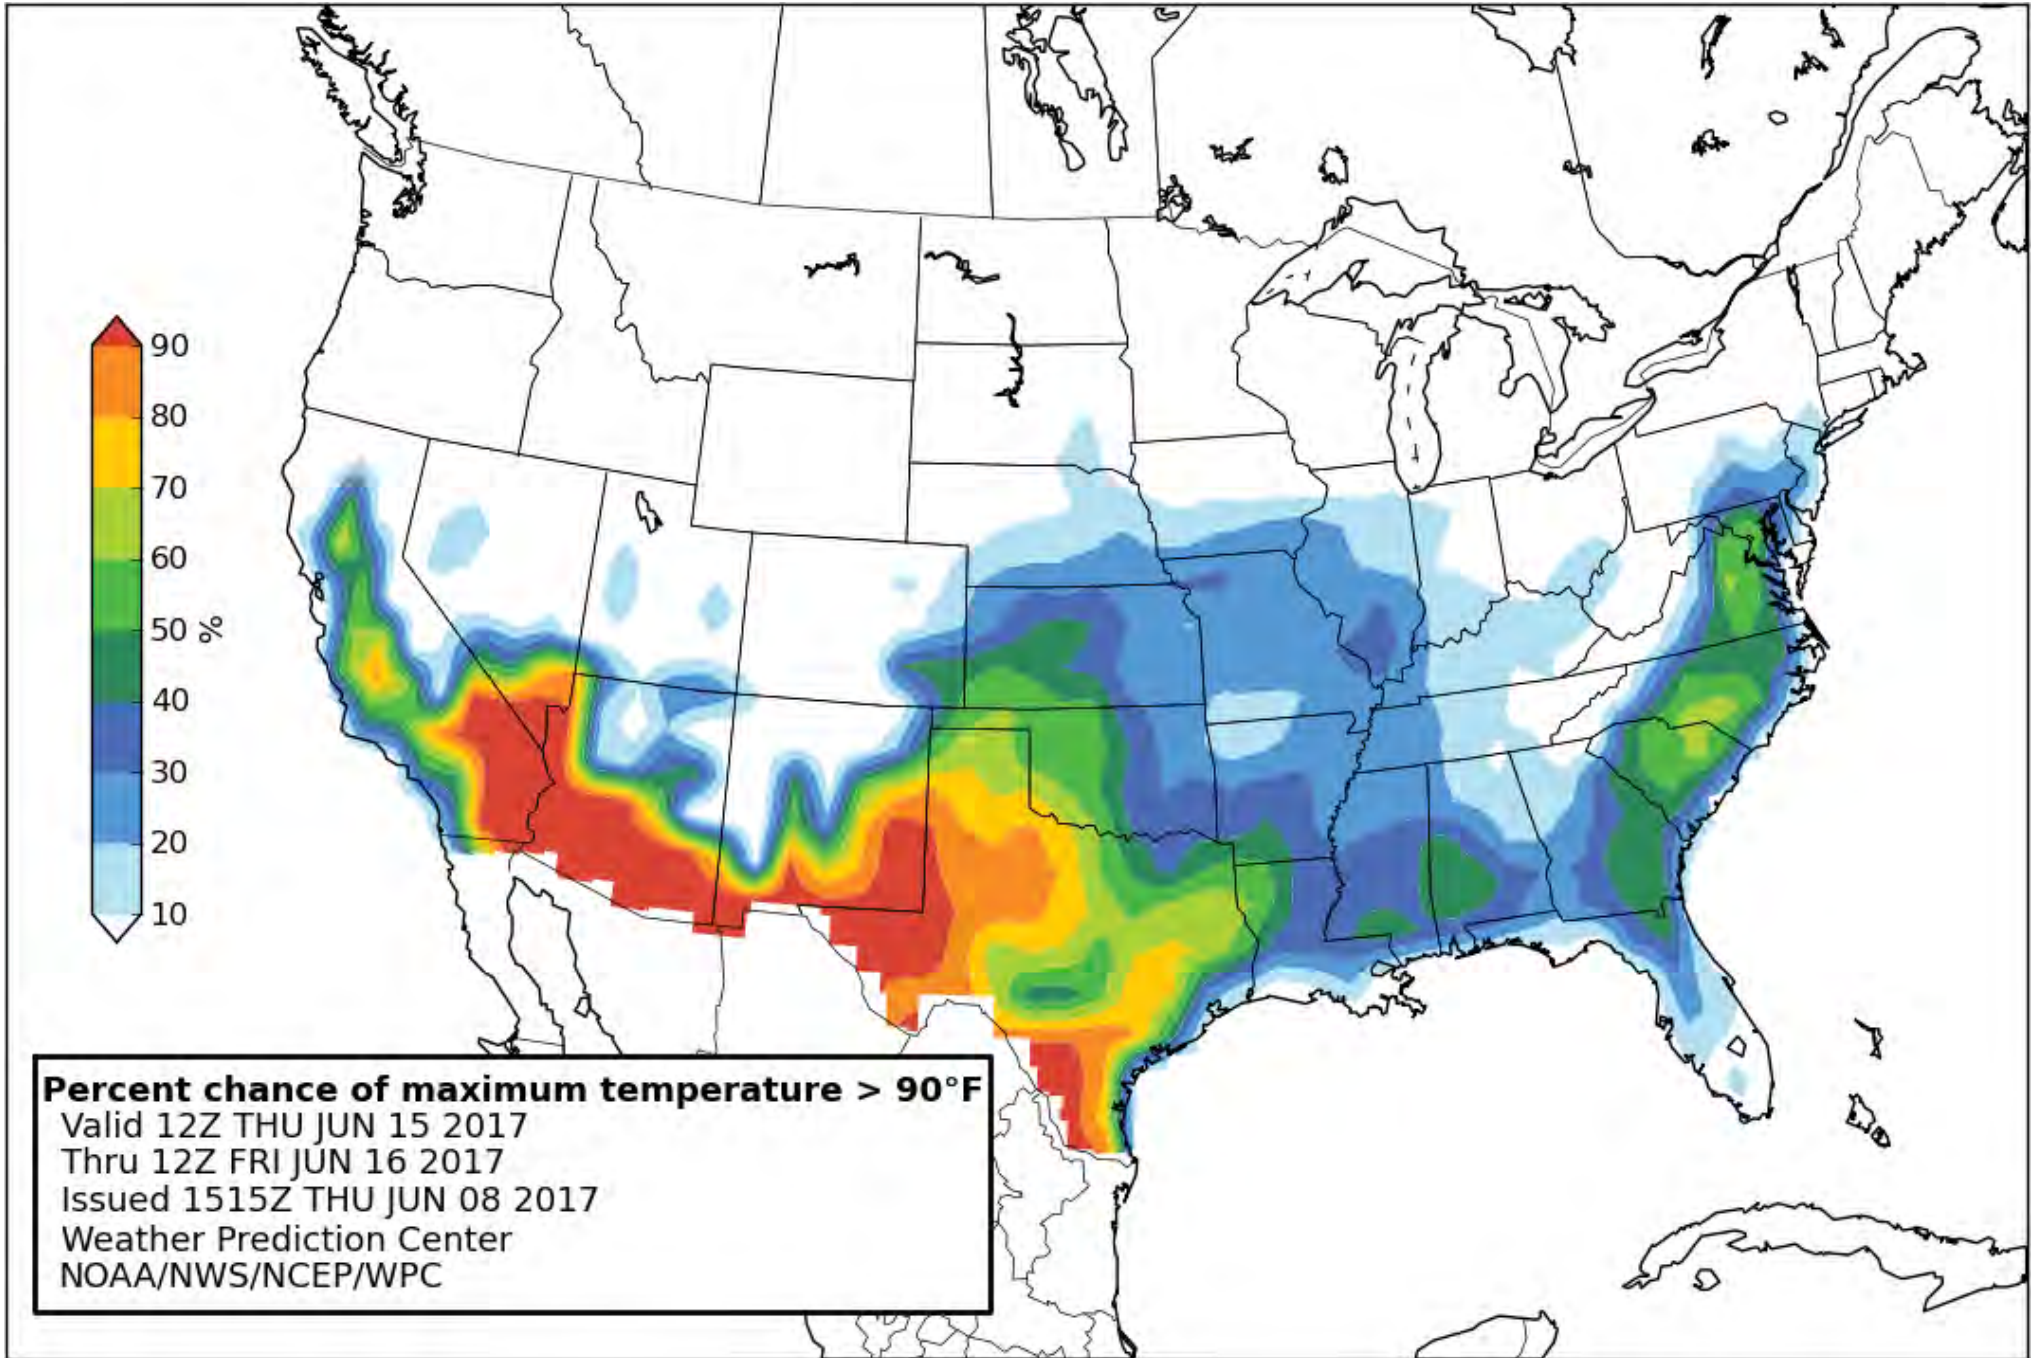 90
80
70
60
50
%
40
30
20
10
Percent chance of maximum temperature > 90°F
Valid 12Z THU JUN 15 2017
Thru 12Z FRI JUN 16 2017
Issued 1515Z THU JUN 08 2017
Weather Prediction Center
NOAA/NWS/NCEP/WPC